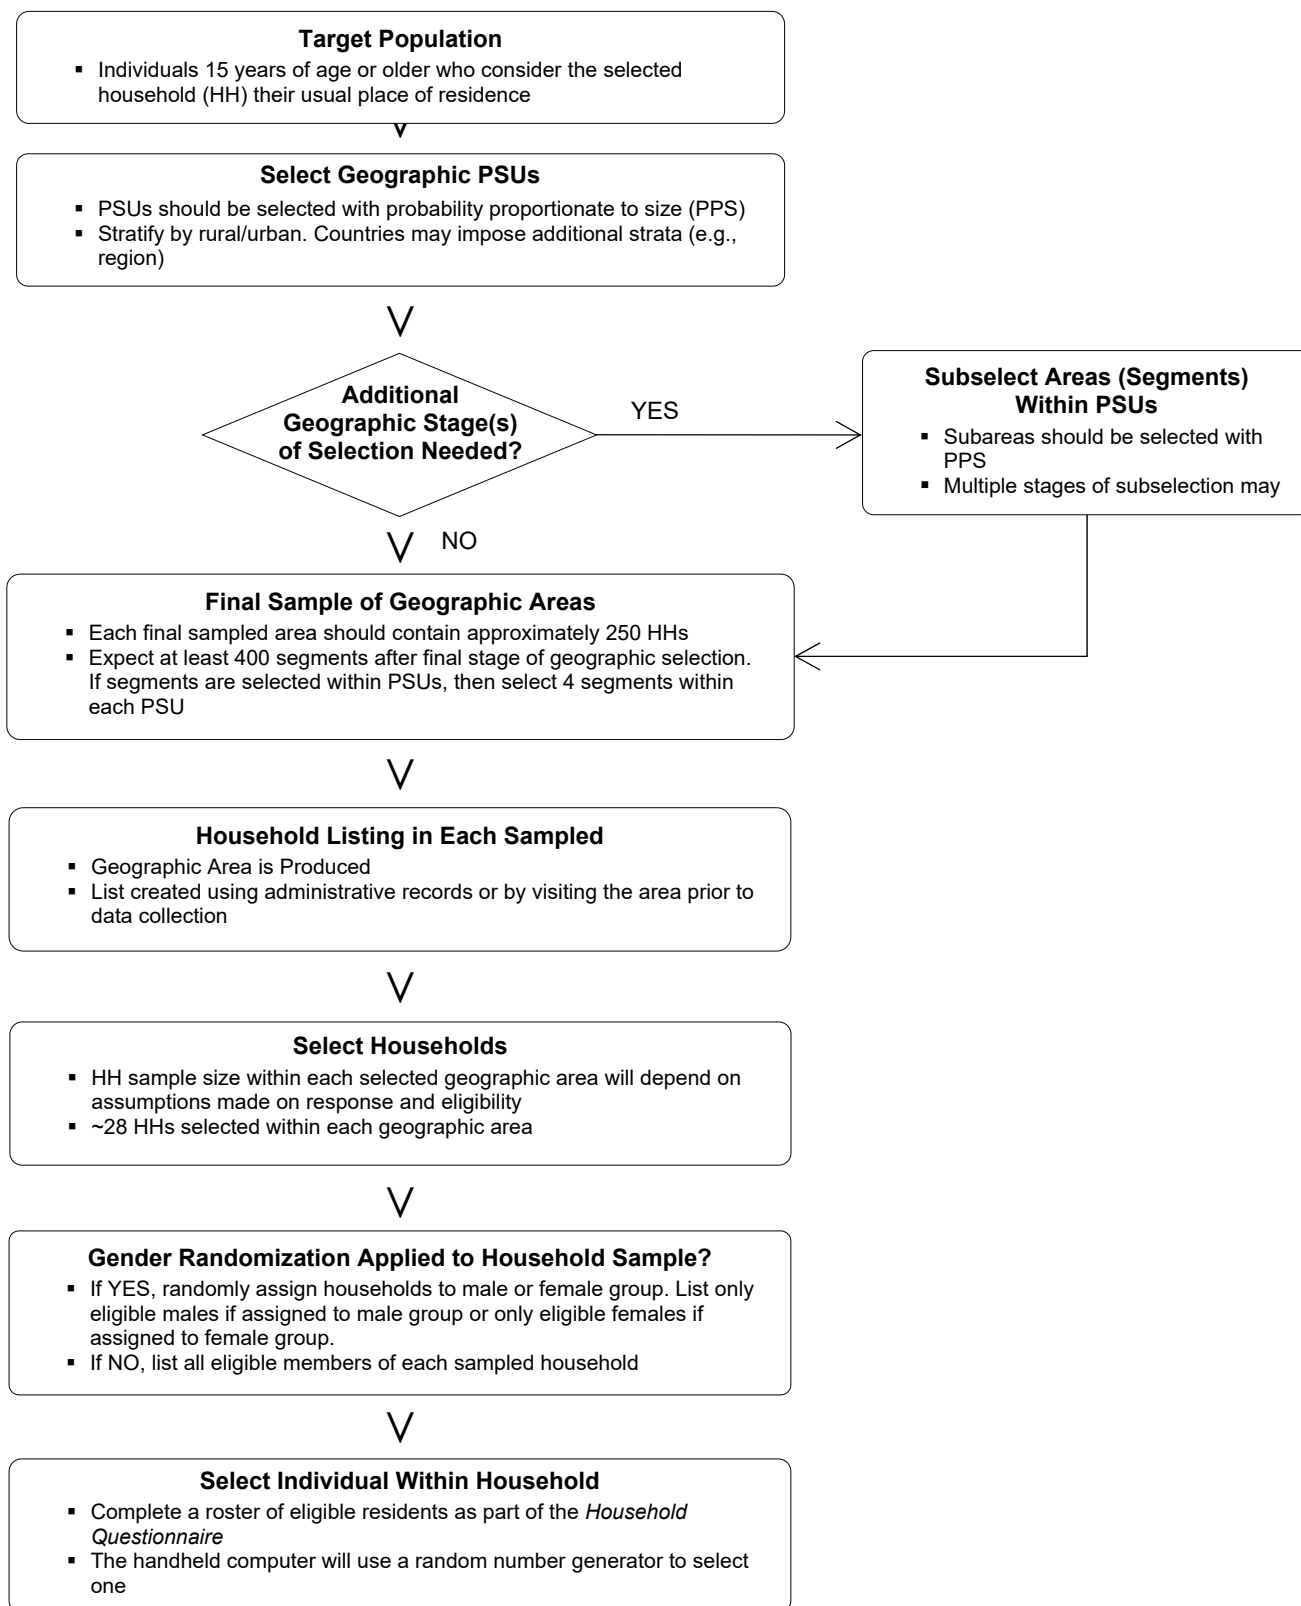 Target Population
▪ Individuals 15 years of age or older who consider the selected
household (HH) their usual place of residence
Select Geographic PSUs
▪ PSUs should be selected with probability proportionate to size (PPS)
▪ Stratify by rural/urban. Countries may impose additional strata (e.g.,
region)
Additional
Geographic Stage(s)
of Selection Needed?
YES
Subselect Areas (Segments)
Within PSUs
▪ Subareas should be selected with
PPS
▪ Multiple stages of subselection may
NO
Final Sample of Geographic Areas
▪ Each final sampled area should contain approximately 250 HHs
▪ Expect at least 400 segments after final stage of geographic selection.
If segments are selected within PSUs, then select 4 segments within
each PSU
Household Listing in Each Sampled
▪ Geographic Area is Produced
▪ List created using administrative records or by visiting the area prior to
data collection
Select Households
▪ HH sample size within each selected geographic area will depend on
assumptions made on response and eligibility
▪ ~28 HHs selected within each geographic area
Gender Randomization Applied to Household Sample?
▪ If YES, randomly assign households to male or female group. List only
eligible males if assigned to male group or only eligible females if
assigned to female group.
▪ If NO, list all eligible members of each sampled household
Select Individual Within Household
▪ Complete a roster of eligible residents as part of the Household
Questionnaire
▪ The handheld computer will use a random number generator to select
one